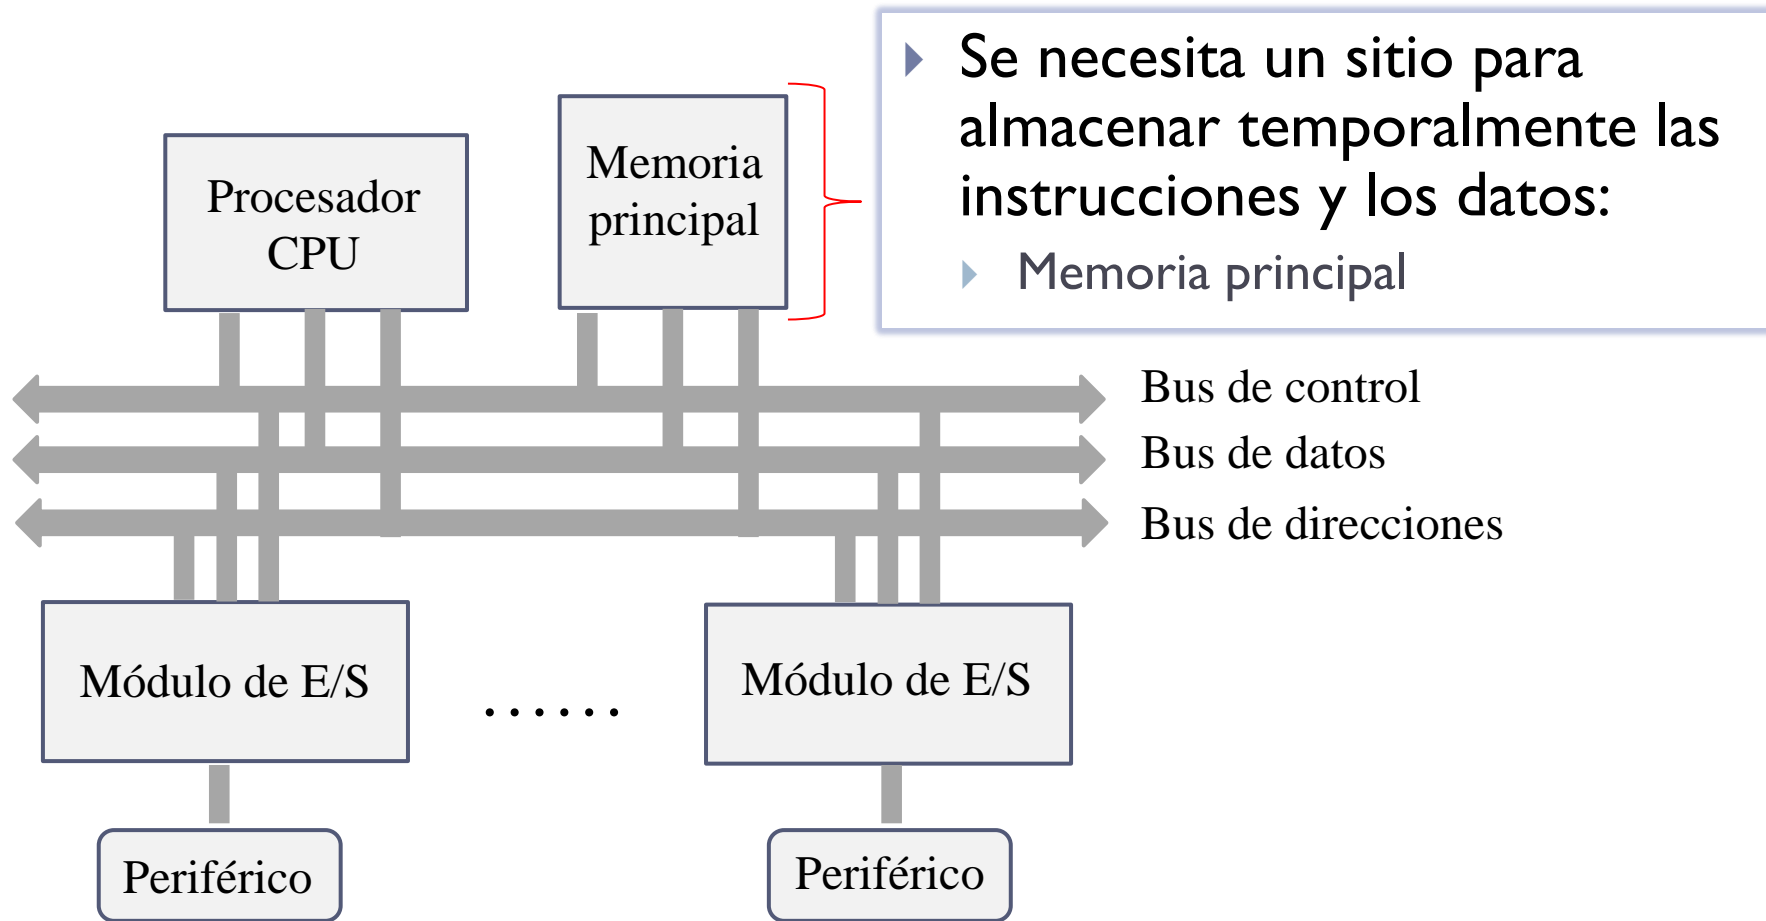 Se necesita un sitio para
almacenar temporalmente las
instrucciones y los datos:
Memoria principal
Procesador
CPU
Memoria
principal
Bus de control
Bus de datos
Bus de direcciones
Módulo de E/S
......
Módulo de E/S
Periférico
Periférico